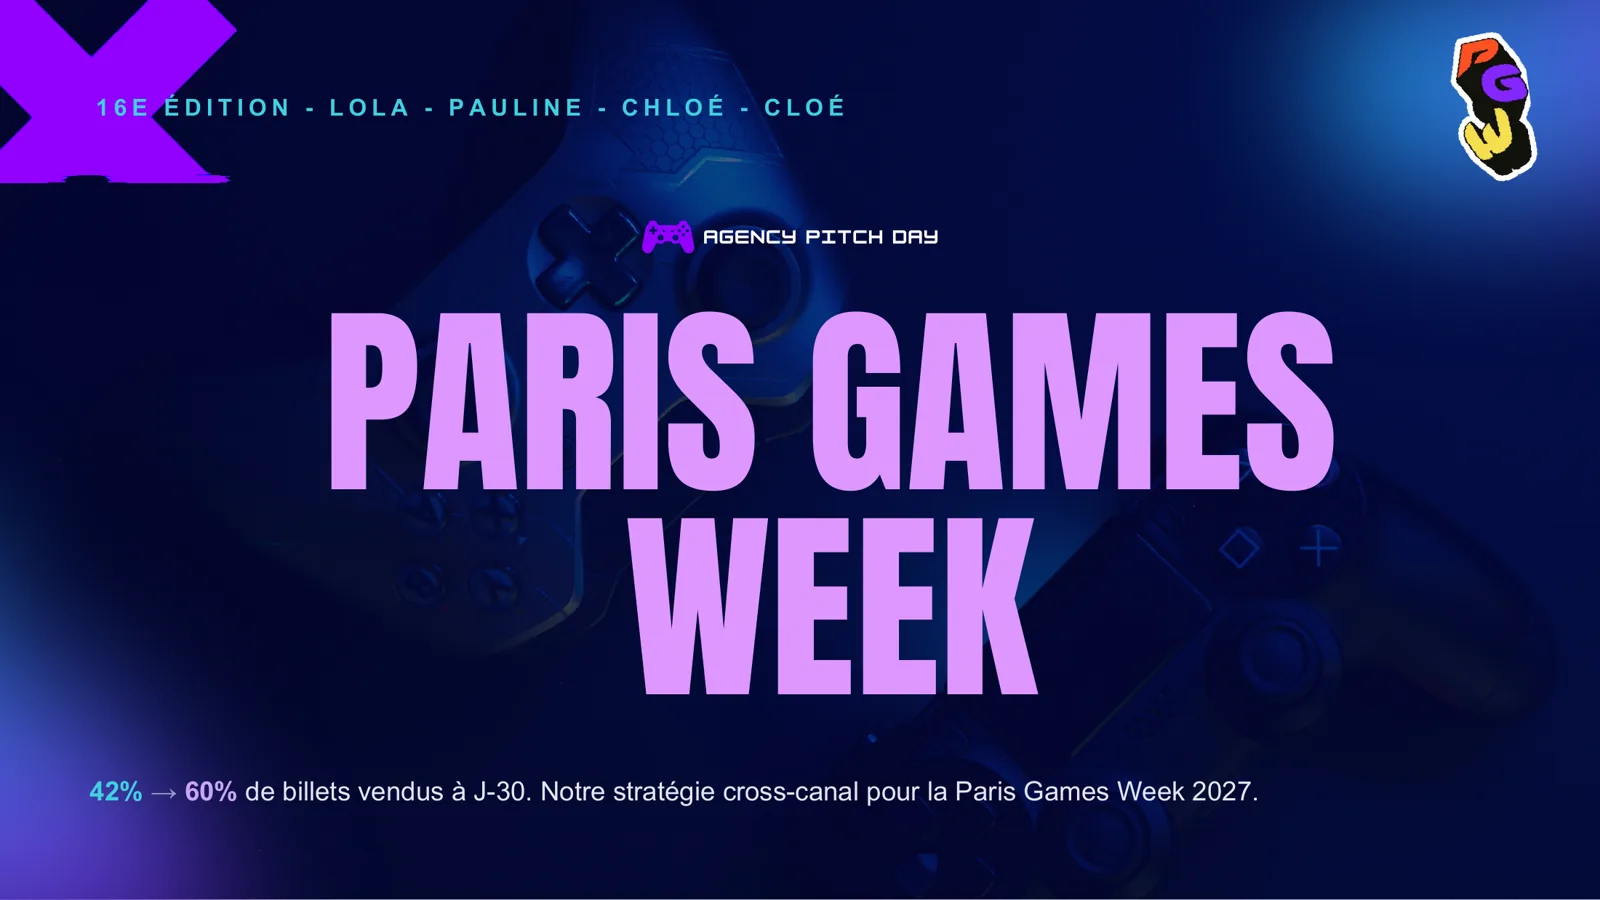 16E ÉDITION - LOLA - PAULINE - CHLOÉ - CLOÉ
PGW
AGENCY PITCH DAY
PARIS GAMES
WEEK
42% → 60% de billets vendus à J-30. Notre stratégie cross-canal pour la Paris Games Week 2027.